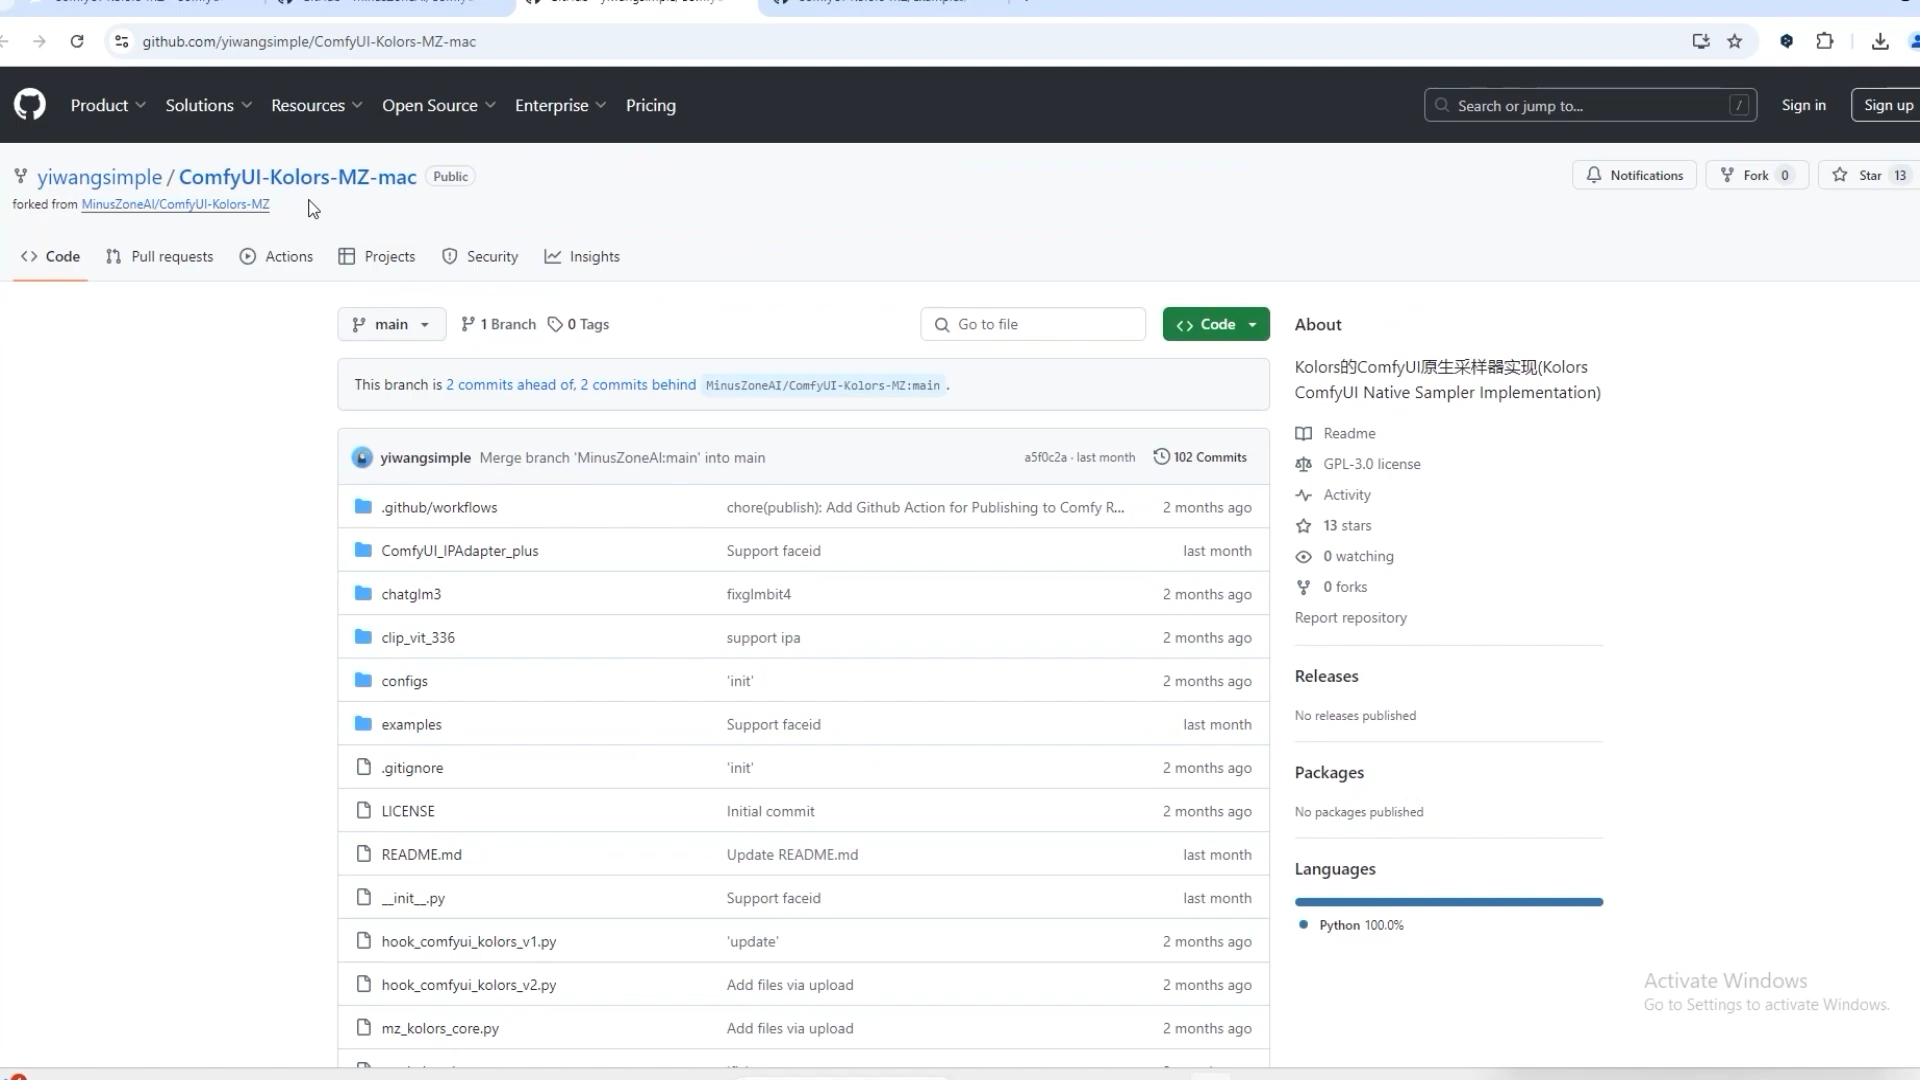 github.com/yiwangsimple/ComfyUI-Kolors-MZ-mac
Product Solutions Resources Open Source Enterprise Pricing Search or jump to... / Sign in Sign up
yiwangsimple / ComfyUI-Kolors-MZ-mac Public Notifications Fork 0 Star 13
forked from MinusZoneAI/ComfyUI-Kolors-MZ
Code Pull requests Actions Projects Security Insights
main 1 Branch 0 Tags Go to file Code
This branch is 2 commits ahead of, 2 commits behind MinusZoneAI/ComfyUI-Kolors-MZ:main .
yiwangsimple Merge branch 'MinusZoneAI:main' into main a5f0c2a · last month 102 Commits
.github/workflows chore(publish): Add Github Action for Publishing to Comfy R... 2 months ago
ComfyUI_IPAdapter_plus Support faceid last month
chatglm3 fixglmbit4 2 months ago
clip_vit_336 support ipa 2 months ago
configs 'init' 2 months ago
examples Support faceid last month
.gitignore 'init' 2 months ago
LICENSE Initial commit 2 months ago
README.md Update README.md last month
__init__.py Support faceid last month
hook_comfyui_kolors_v1.py 'update' 2 months ago
hook_comfyui_kolors_v2.py Add files via upload 2 months ago
mz_kolors_core.py Add files via upload 2 months ago
About
Kolors的ComfyUI原生采样器实现(Kolors
ComfyUI Native Sampler Implementation)
Readme
GPL-3.0 license
Activity
13 stars
0 watching
0 forks
Report repository
Releases
No releases published
Packages
No packages published
Languages
Python 100.0%
Activate Windows
Go to Settings to activate Windows.